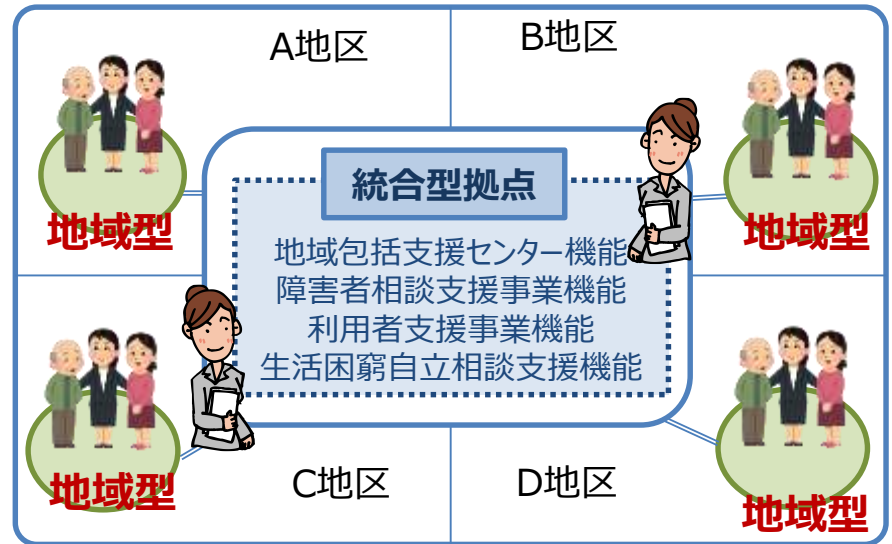 A地区
B地区
地域型
地域型
統合型拠点
地域包括支援センター機能
障害者相談支援事業機能
利用者支援事業機能
生活困窮自立相談支援機能
地域型
地域型
C地区
D地区